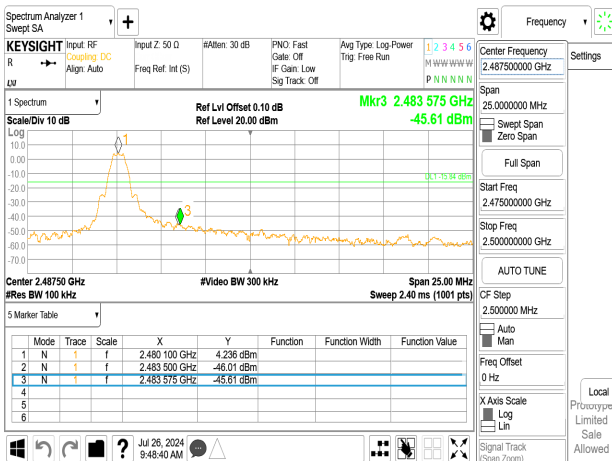 Spectrum Analyzer 1
Swept SA
Frequency
KEYSIGHT
R
Input: RF
Coupling: DC
Align: Auto
Input Z: 50 Ω
Freq Ref: Int (S)
#Atten: 30 dB
PNO: Fast
Gate: Off
IF Gain: Low
Sig Track: Off
Avg Type: Log-Power
Trig: Free Run
1 2 3 4 5 6
M W W W W W
P N N N N N
1 Spectrum
Scale/Div 10 dB
Ref Lvl Offset 0.10 dB
Ref Level 20.00 dBm
Mkr3 2.483 575 GHz
-45.61 dBm
Log
10.0
0.00
-10.0
-20.0
-30.0
-40.0
-50.0
-60.0
-70.0
1
3
Center 2.48750 GHz
#Res BW 100 kHz
#Video BW 300 kHz
Span 25.00 MHz
Sweep 2.40 ms (1001 pts)
5 Marker Table
Mode Trace Scale X Y Function Function Width Function Value
1 N 1 f 2.480 100 GHz 4.236 dBm
2 N 1 f 2.483 500 GHz -46.01 dBm
3 N 1 f 2.483 575 GHz -45.61 dBm
4
5
6
Jul 26, 2024
9:48:40 AM
Center Frequency
2.487500000 GHz
Span
25.0000000 MHz
Swept Span
Zero Span
Full Span
Start Freq
2.475000000 GHz
Stop Freq
2.500000000 GHz
AUTO TUNE
CF Step
2.500000 MHz
Auto
Man
Freq Offset
0 Hz
X Axis Scale
Log
Lin
Signal Track
(Span Zoom)
Settings
Local
Prototype
Limited
Sale
Allowed